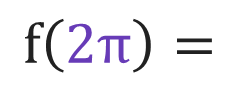 f(2π) =